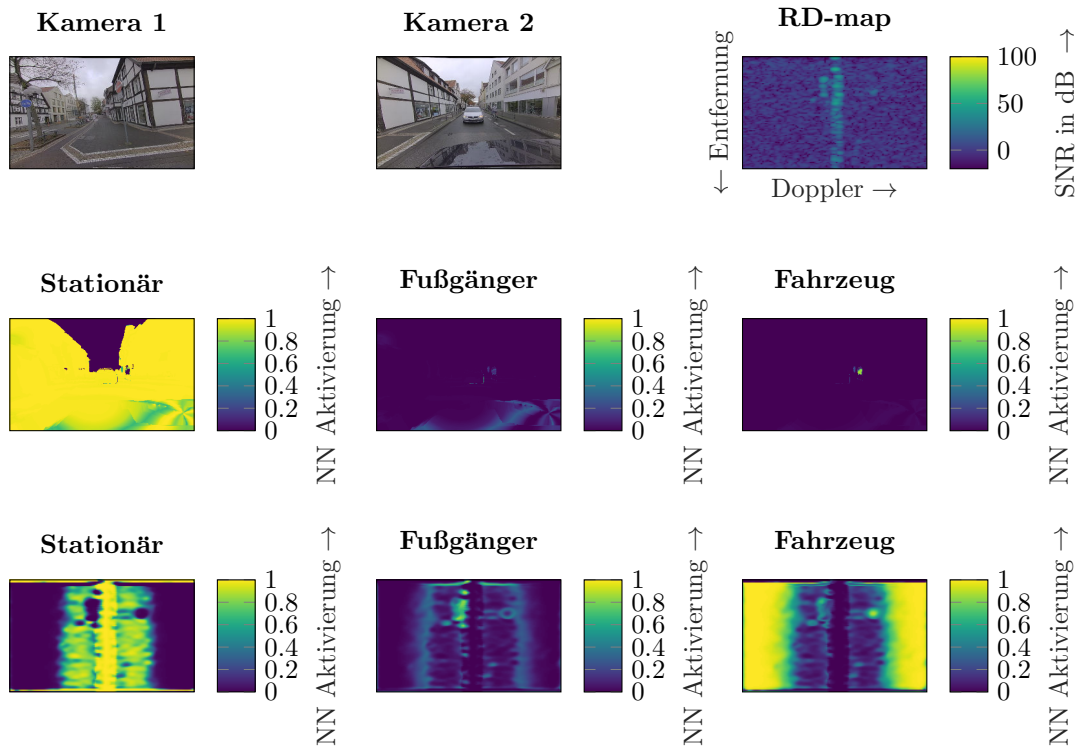 Kamera 1
Kamera 2
RD-map
← Entfernung
Doppler →
100
50
0
SNR in dB →
Stationär
1
0.8
0.6
0.4
0.2
0
NN Aktivierung →
Fußgänger
1
0.8
0.6
0.4
0.2
0
NN Aktivierung →
Fahrzeug
1
0.8
0.6
0.4
0.2
0
NN Aktivierung →
Stationär
1
0.8
0.6
0.4
0.2
0
NN Aktivierung →
Fußgänger
1
0.8
0.6
0.4
0.2
0
NN Aktivierung →
Fahrzeug
1
0.8
0.6
0.4
0.2
0
NN Aktivierung →